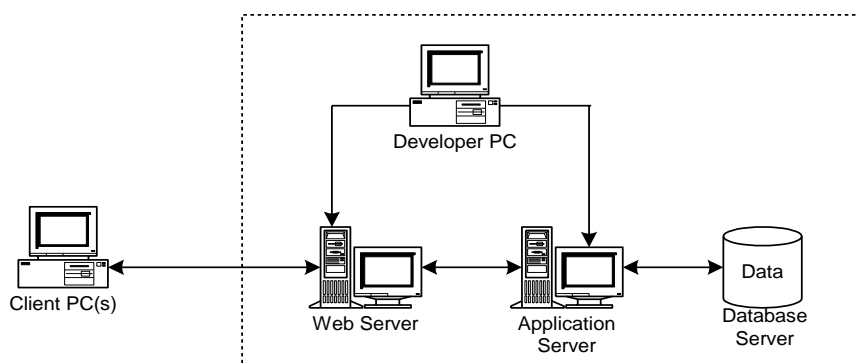 Developer PC
Client PC(s)
Web Server
Application
Server
Data
Database
Server